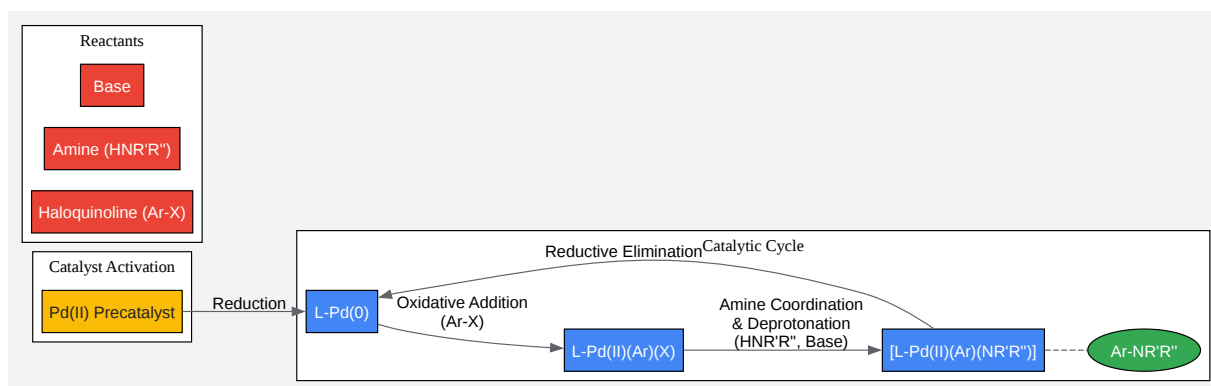 Reactants
Base
Amine (HNR'R")
Haloquinoline (Ar-X)
Catalyst Activation
Pd(II) Precatalyst
Reduction
Catalytic Cycle
Reductive Elimination
L-Pd(0)
Oxidative Addition
(Ar-X)
L-Pd(II)(Ar)(X)
Amine Coordination
& Deprotonation
(HNR'R", Base)
[L-Pd(II)(Ar)(NR'R")]
Ar-NR'R"